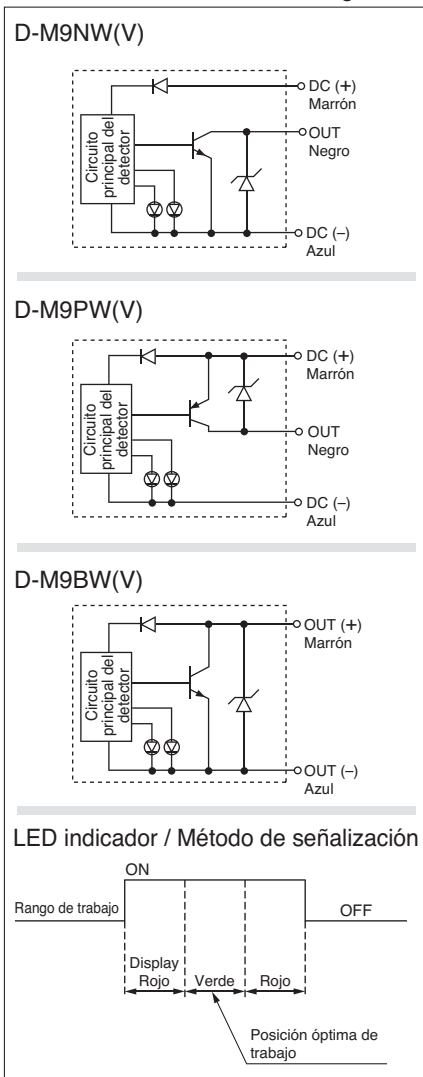 D-M9NW(V)
Circuito
principal del
detector
DC (+)
Marrón
OUT
Negro
DC (–)
Azul
D-M9PW(V)
Circuito
principal del
detector
DC (+)
Marrón
OUT
Negro
DC (–)
Azul
D-M9BW(V)
Circuito
principal del
detector
OUT (+)
Marrón
OUT (–)
Azul
LED indicador / Método de señalización
ON
Rango de trabajo
OFF
Display
Rojo
Verde
Rojo
Posición óptima de
trabajo